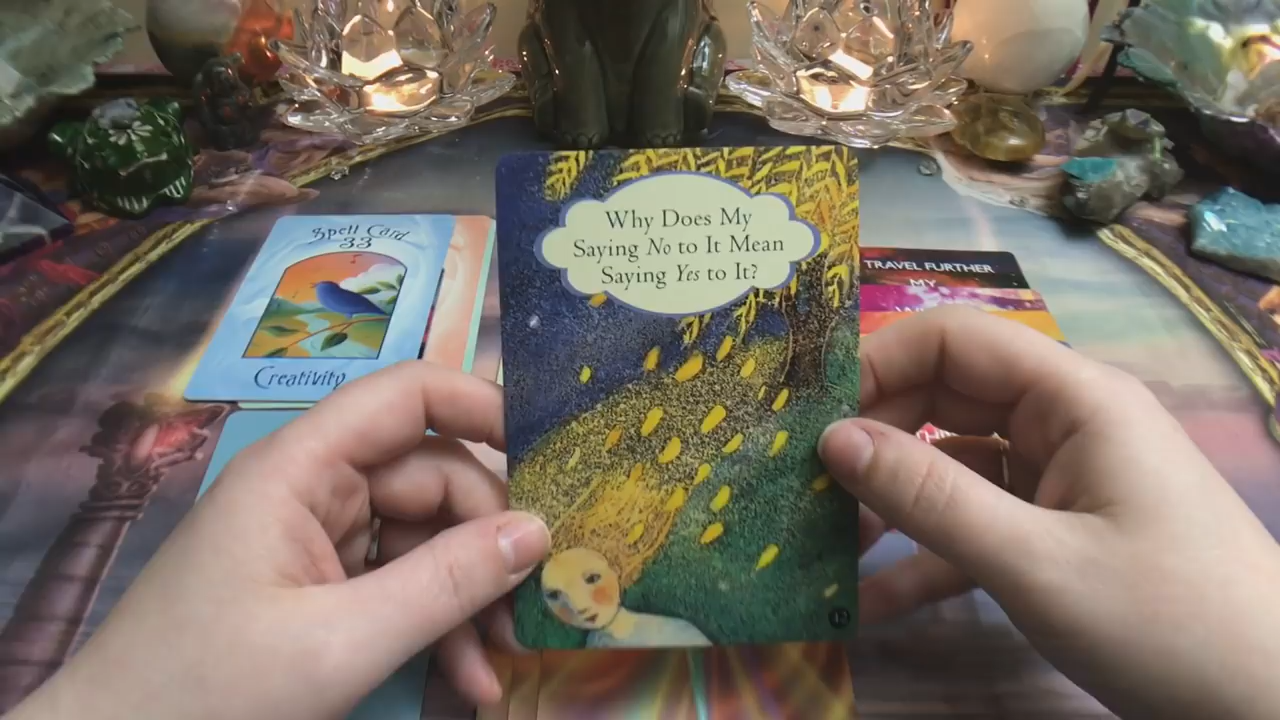 Spell Card
33
Creativity
Why Does My
Saying No to It Mean
Saying Yes to It?
TRAVEL FURTHER
MY